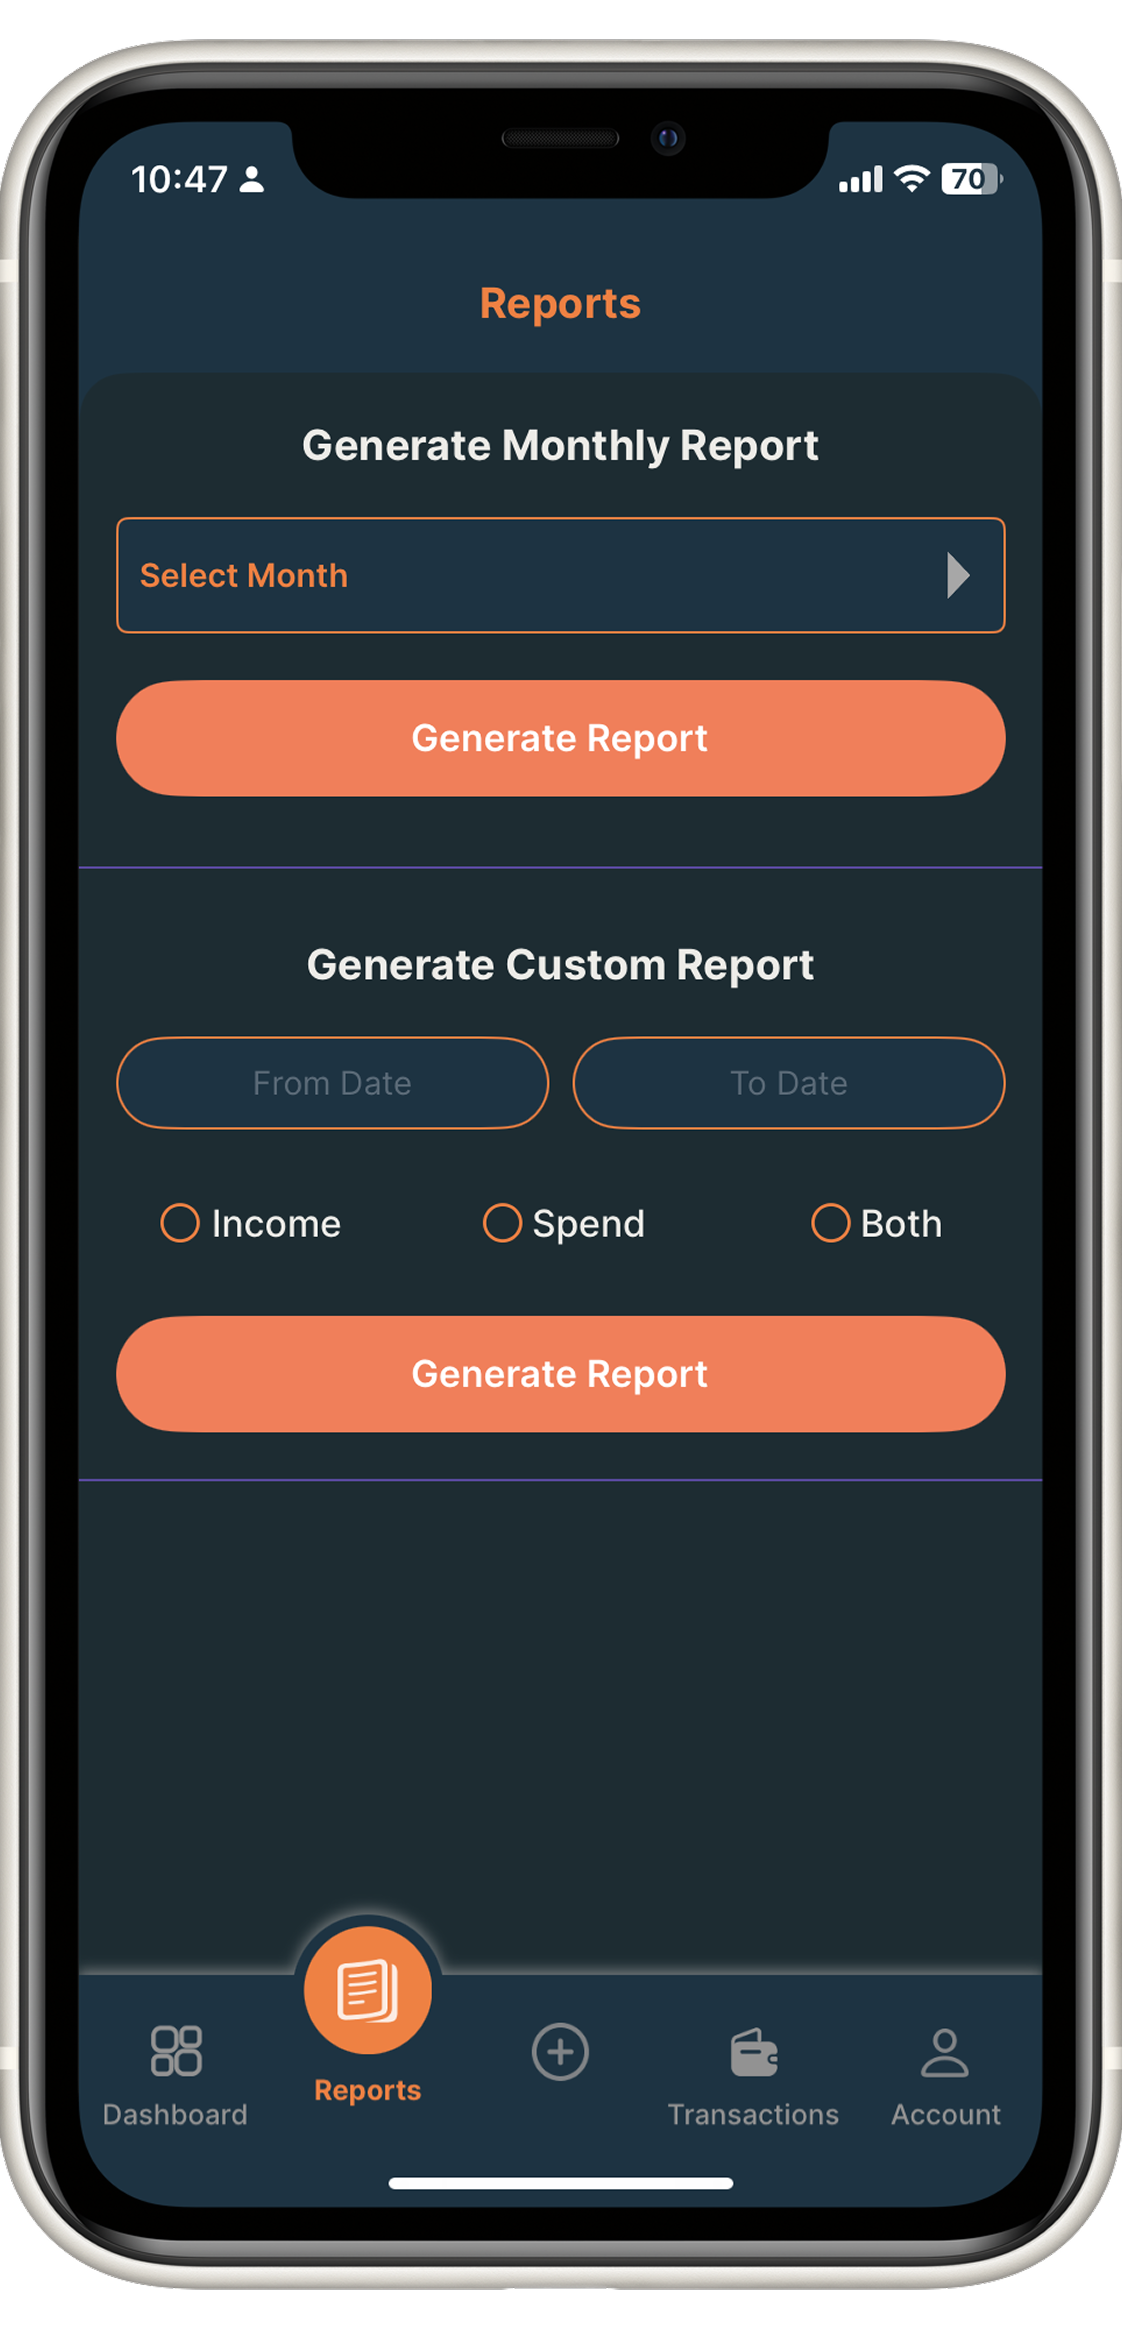 10:47
70
Reports
Generate Monthly Report
Select Month
Generate Report
Generate Custom Report
From Date To Date
Income Spend Both
Generate Report
Dashboard Reports Transactions Account